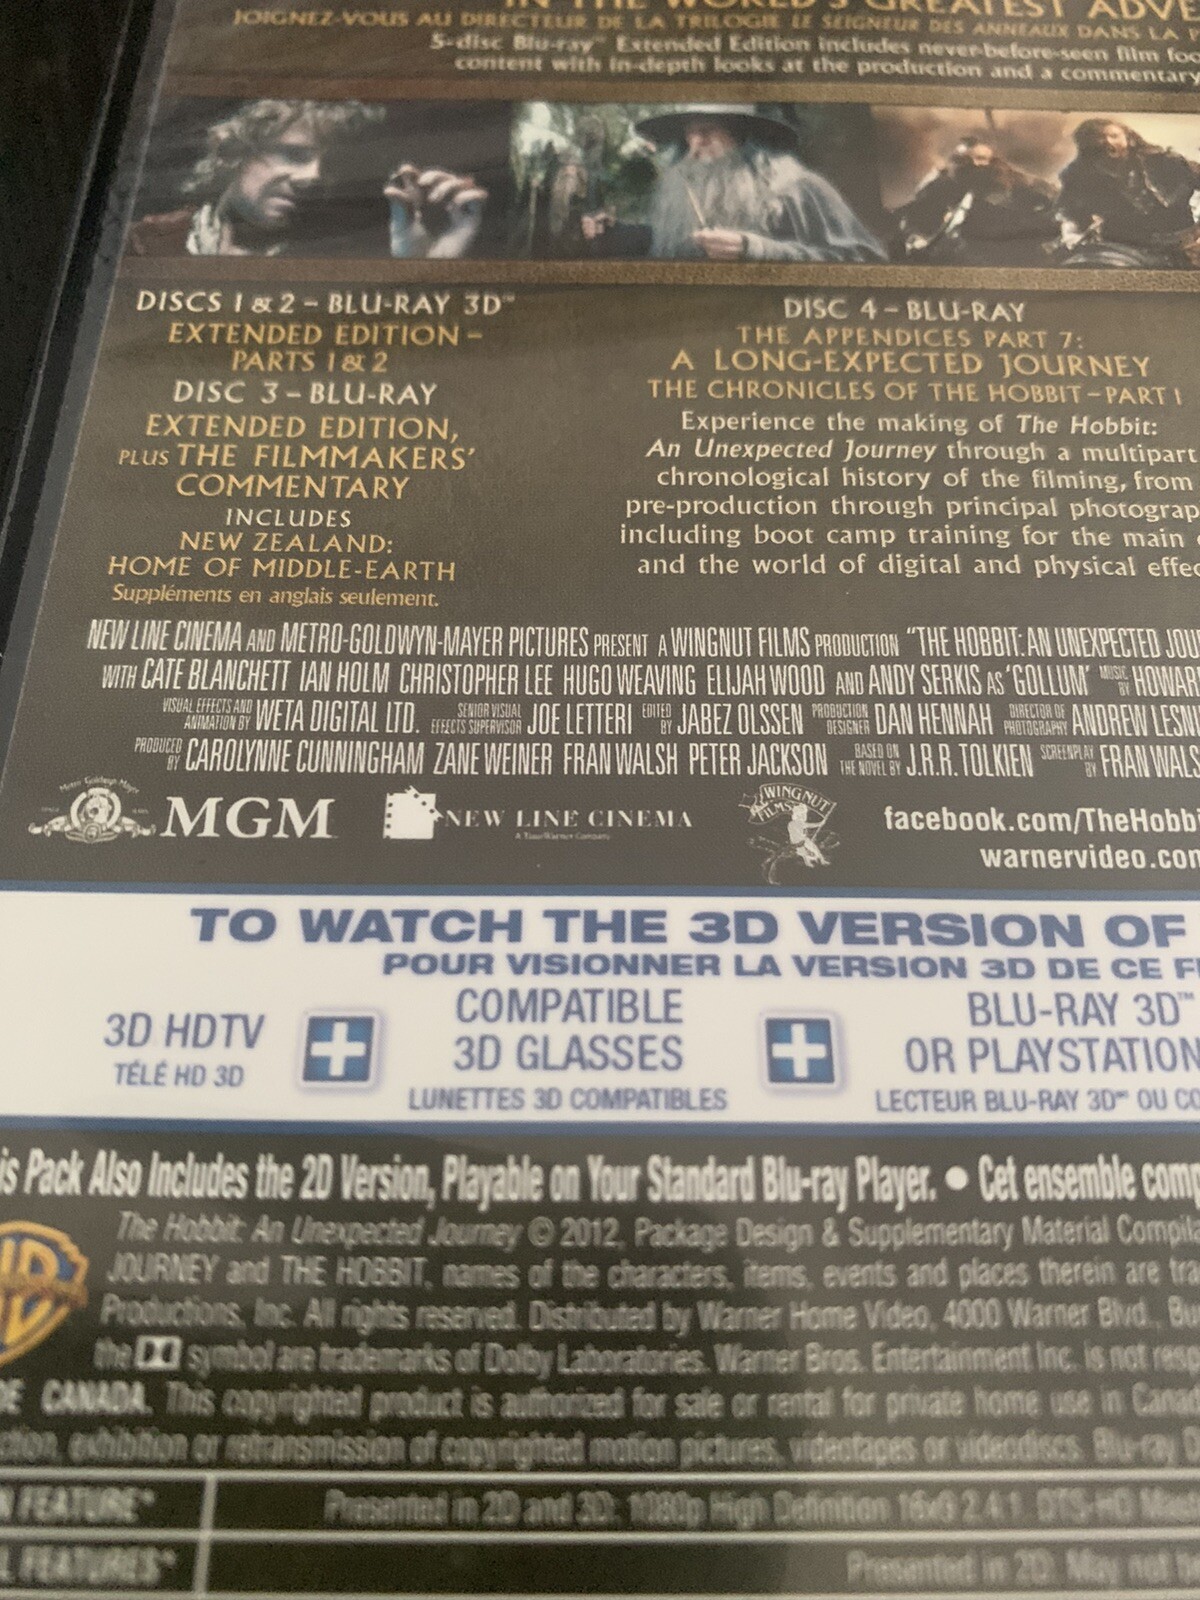 IN THE WORLD'S GREATEST ADVE
JOIGNEZ-VOUS AU DIRECTEUR DE LA TRILOGIE LE SEIGNEUR DES ANNEAUX DANS LA
5-disc Blu-ray™ Extended Edition includes never-before-seen film foo
content with in-depth looks at the production and a commentary
DISCS 1 & 2 – BLU-RAY 3D™
EXTENDED EDITION –
PARTS 1 & 2
DISC 3 – BLU-RAY
EXTENDED EDITION,
PLUS THE FILMMAKERS'
COMMENTARY
INCLUDES
NEW ZEALAND:
HOME OF MIDDLE-EARTH
Suppléments en anglais seulement.
DISC 4 – BLU-RAY
THE APPENDICES PART 7:
A LONG-EXPECTED JOURNEY
THE CHRONICLES OF THE HOBBIT – PART 1
Experience the making of The Hobbit:
An Unexpected Journey through a multipart
chronological history of the filming, from
pre-production through principal photograp
including boot camp training for the main
and the world of digital and physical effec
NEW LINE CINEMA AND METRO-GOLDWYN-MAYER PICTURES PRESENT A WINGNUT FILMS PRODUCTION "THE HOBBIT: AN UNEXPECTED JOU
WITH CATE BLANCHETT IAN HOLM CHRISTOPHER LEE HUGO WEAVING ELIJAH WOOD AND ANDY SERKIS AS 'GOLLUM' MUSIC BY HOWAR
VISUAL EFFECTS AND ANIMATION BY WETA DIGITAL LTD. SENIOR VISUAL EFFECTS SUPERVISOR JOE LETTERI EDITED BY JABEZ OLSSEN PRODUCTION DESIGNER DAN HENNAH DIRECTOR OF PHOTOGRAPHY ANDREW LESN
PRODUCED BY CAROLYNNE CUNNINGHAM ZANE WEINER FRAN WALSH PETER JACKSON BASED ON THE NOVEL BY J.R.R. TOLKIEN SCREENPLAY BY FRAN WALS
Metro Goldwyn Mayer
MGM
NEW LINE CINEMA
A TimeWarner Company
WINGNUT FILMS
facebook.com/TheHobbi
warnervideo.com
TO WATCH THE 3D VERSION OF
POUR VISIONNER LA VERSION 3D DE CE FI
3D HDTV
TÉLÉ HD 3D
COMPATIBLE
3D GLASSES
LUNETTES 3D COMPATIBLES
BLU-RAY 3D™
OR PLAYSTATION
LECTEUR BLU-RAY 3D™ OU CO
is Pack Also Includes the 2D Version, Playable on Your Standard Blu-ray Player. • Cet ensemble comp
The Hobbit: An Unexpected Journey © 2012, Package Design & Supplementary Material Compila
JOURNEY and THE HOBBIT, names of the characters, items, events and places therein are tra
Productions, Inc. All rights reserved. Distributed by Warner Home Video, 4000 Warner Blvd., Bu
the DD symbol are trademarks of Dolby Laboratories. Warner Bros. Entertainment Inc. is not resp
DE CANADA. This copyrighted product is authorized for sale or rental for private home use in Canad
ction, exhibition or retransmission of copyrighted motion pictures, videotapes or videodiscs. Blu-ray D
N FEATURE*
Presented in 2D and 3D: 1080p High Definition 16x9 2.4:1 DTS-HD Mas
L FEATURES*
Presented in 2D. May not be